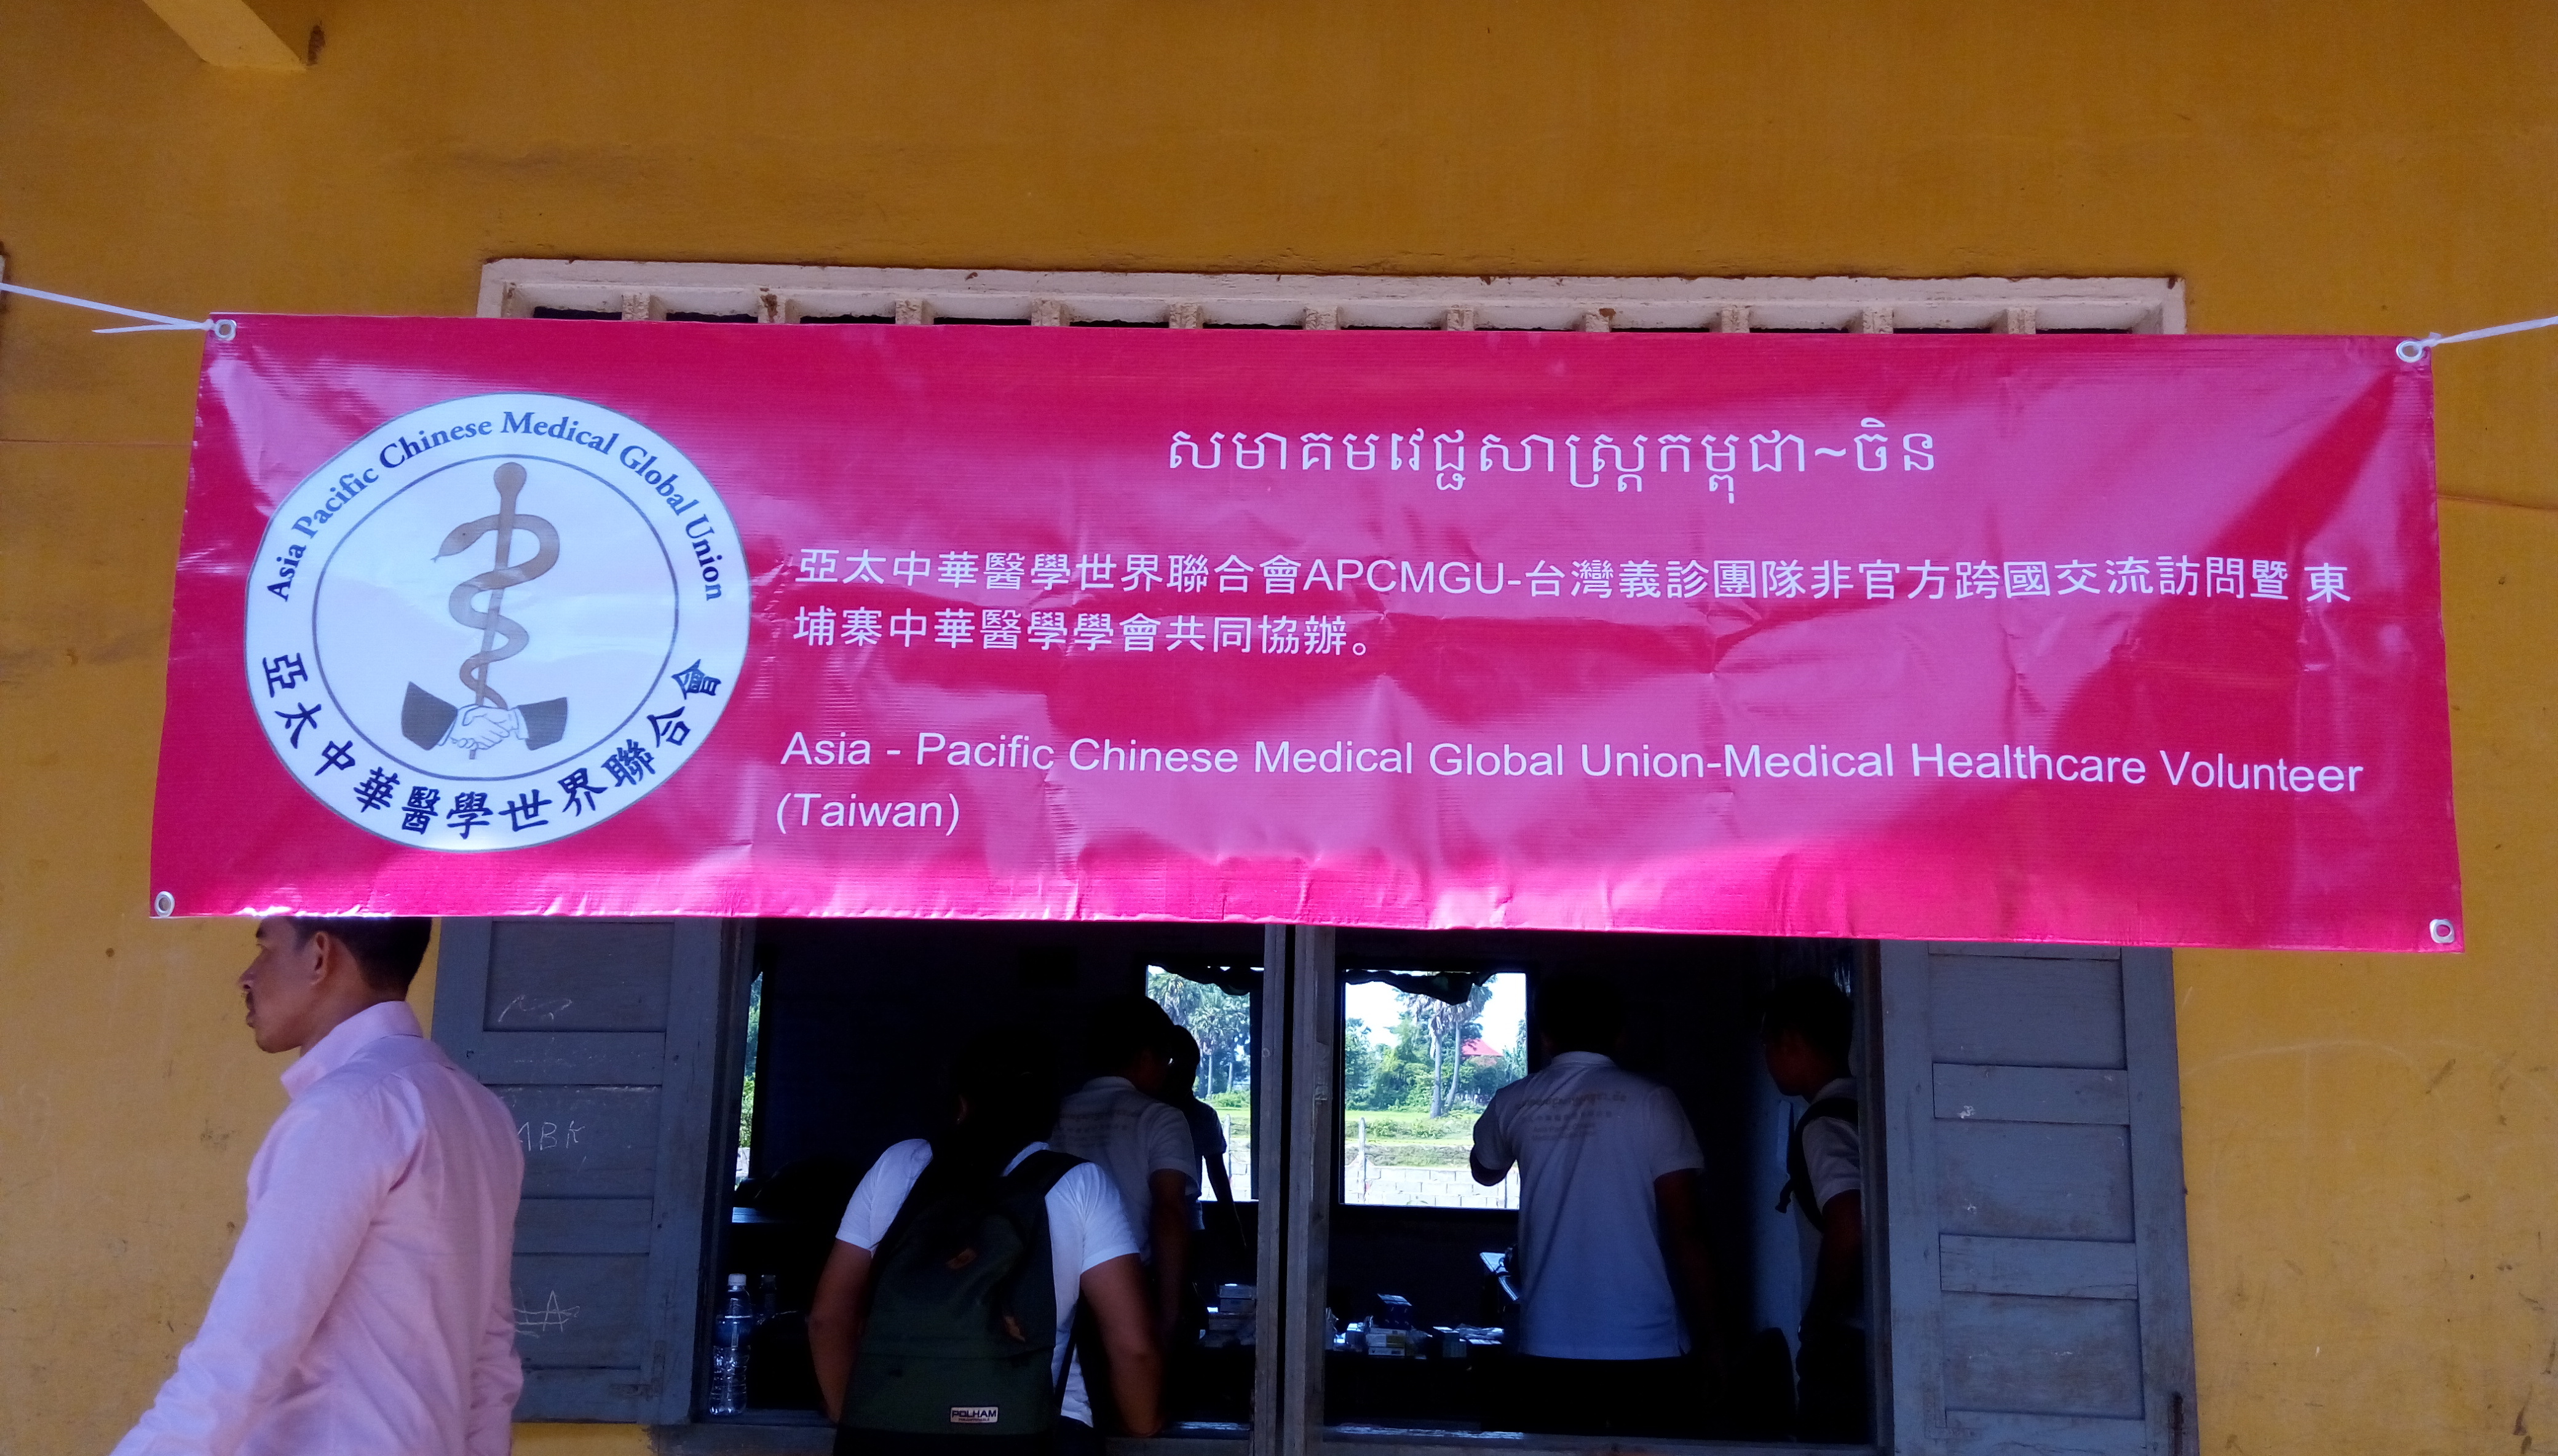 Asia Pacific Chinese Medical Global Union
亞太中華醫學世界聯合會
សមាគមវេជ្ជសាស្ត្រកម្ពុជា~ចិន
亞太中華醫學世界聯合會APCMGU-台灣義診團隊非官方跨國交流訪問暨 東
埔寨中華醫學學會共同協辦。
Asia - Pacific Chinese Medical Global Union-Medical Healthcare Volunteer
(Taiwan)
POLHAM